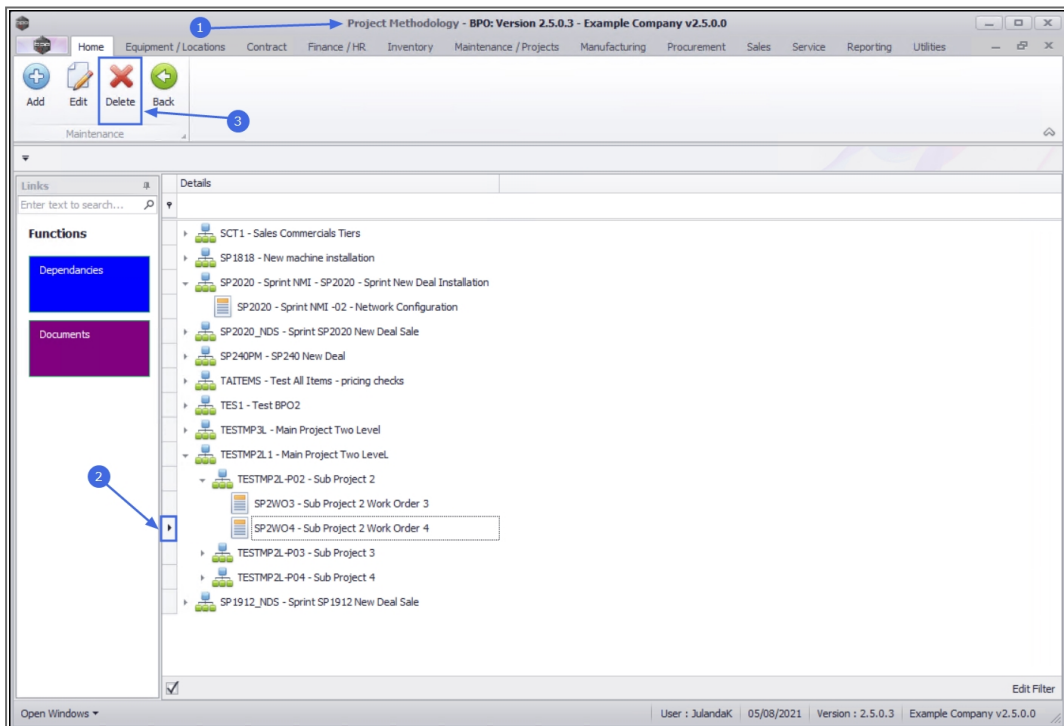 1
Project Methodology - BPO: Version 2.5.0.3 - Example Company v2.5.0.0
Home Equipment / Locations Contract Finance / HR Inventory Maintenance / Projects Manufacturing Procurement Sales Service Reporting Utilities
Add Edit Delete Back
3
Maintenance
Links
Enter text to search...
Functions
Dependancies
Documents
Details
SCT1 - Sales Commercials Tiers
SP1818 - New machine installation
SP2020 - Sprint NMI - SP2020 - Sprint New Deal Installation
SP2020 - Sprint NMI -02 - Network Configuration
SP2020_NDS - Sprint SP2020 New Deal Sale
SP240PM - SP240 New Deal
TAITEMS - Test All Items - pricing checks
TES1 - Test BPO2
TESTMP3L - Main Project Two Level
TESTMP2L1 - Main Project Two LeveL
TESTMP2L-P02 - Sub Project 2
2
SP2WO3 - Sub Project 2 Work Order 3
SP2WO4 - Sub Project 2 Work Order 4
TESTMP2L-P03 - Sub Project 3
TESTMP2L-P04 - Sub Project 4
SP1912_NDS - Sprint SP1912 New Deal Sale
Edit Filter
Open Windows User : JulandaK 05/08/2021 Version : 2.5.0.3 Example Company v2.5.0.0